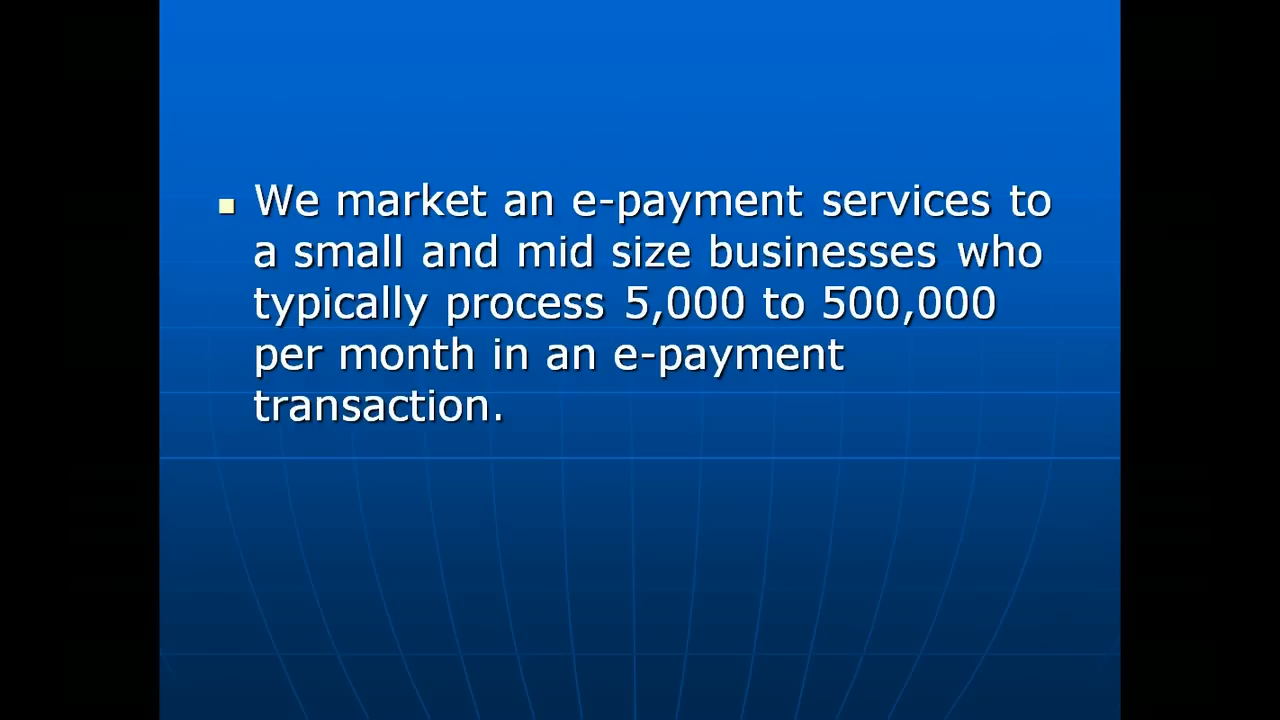 We market an e-payment services to
a small and mid size businesses who
typically process 5,000 to 500,000
per month in an e-payment
transaction.